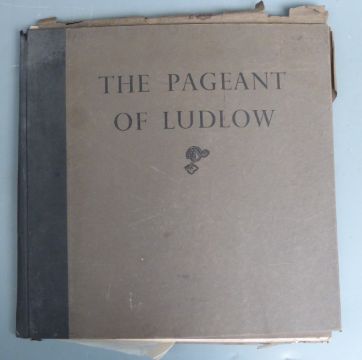 THE PAGEANT
OF LUDLOW